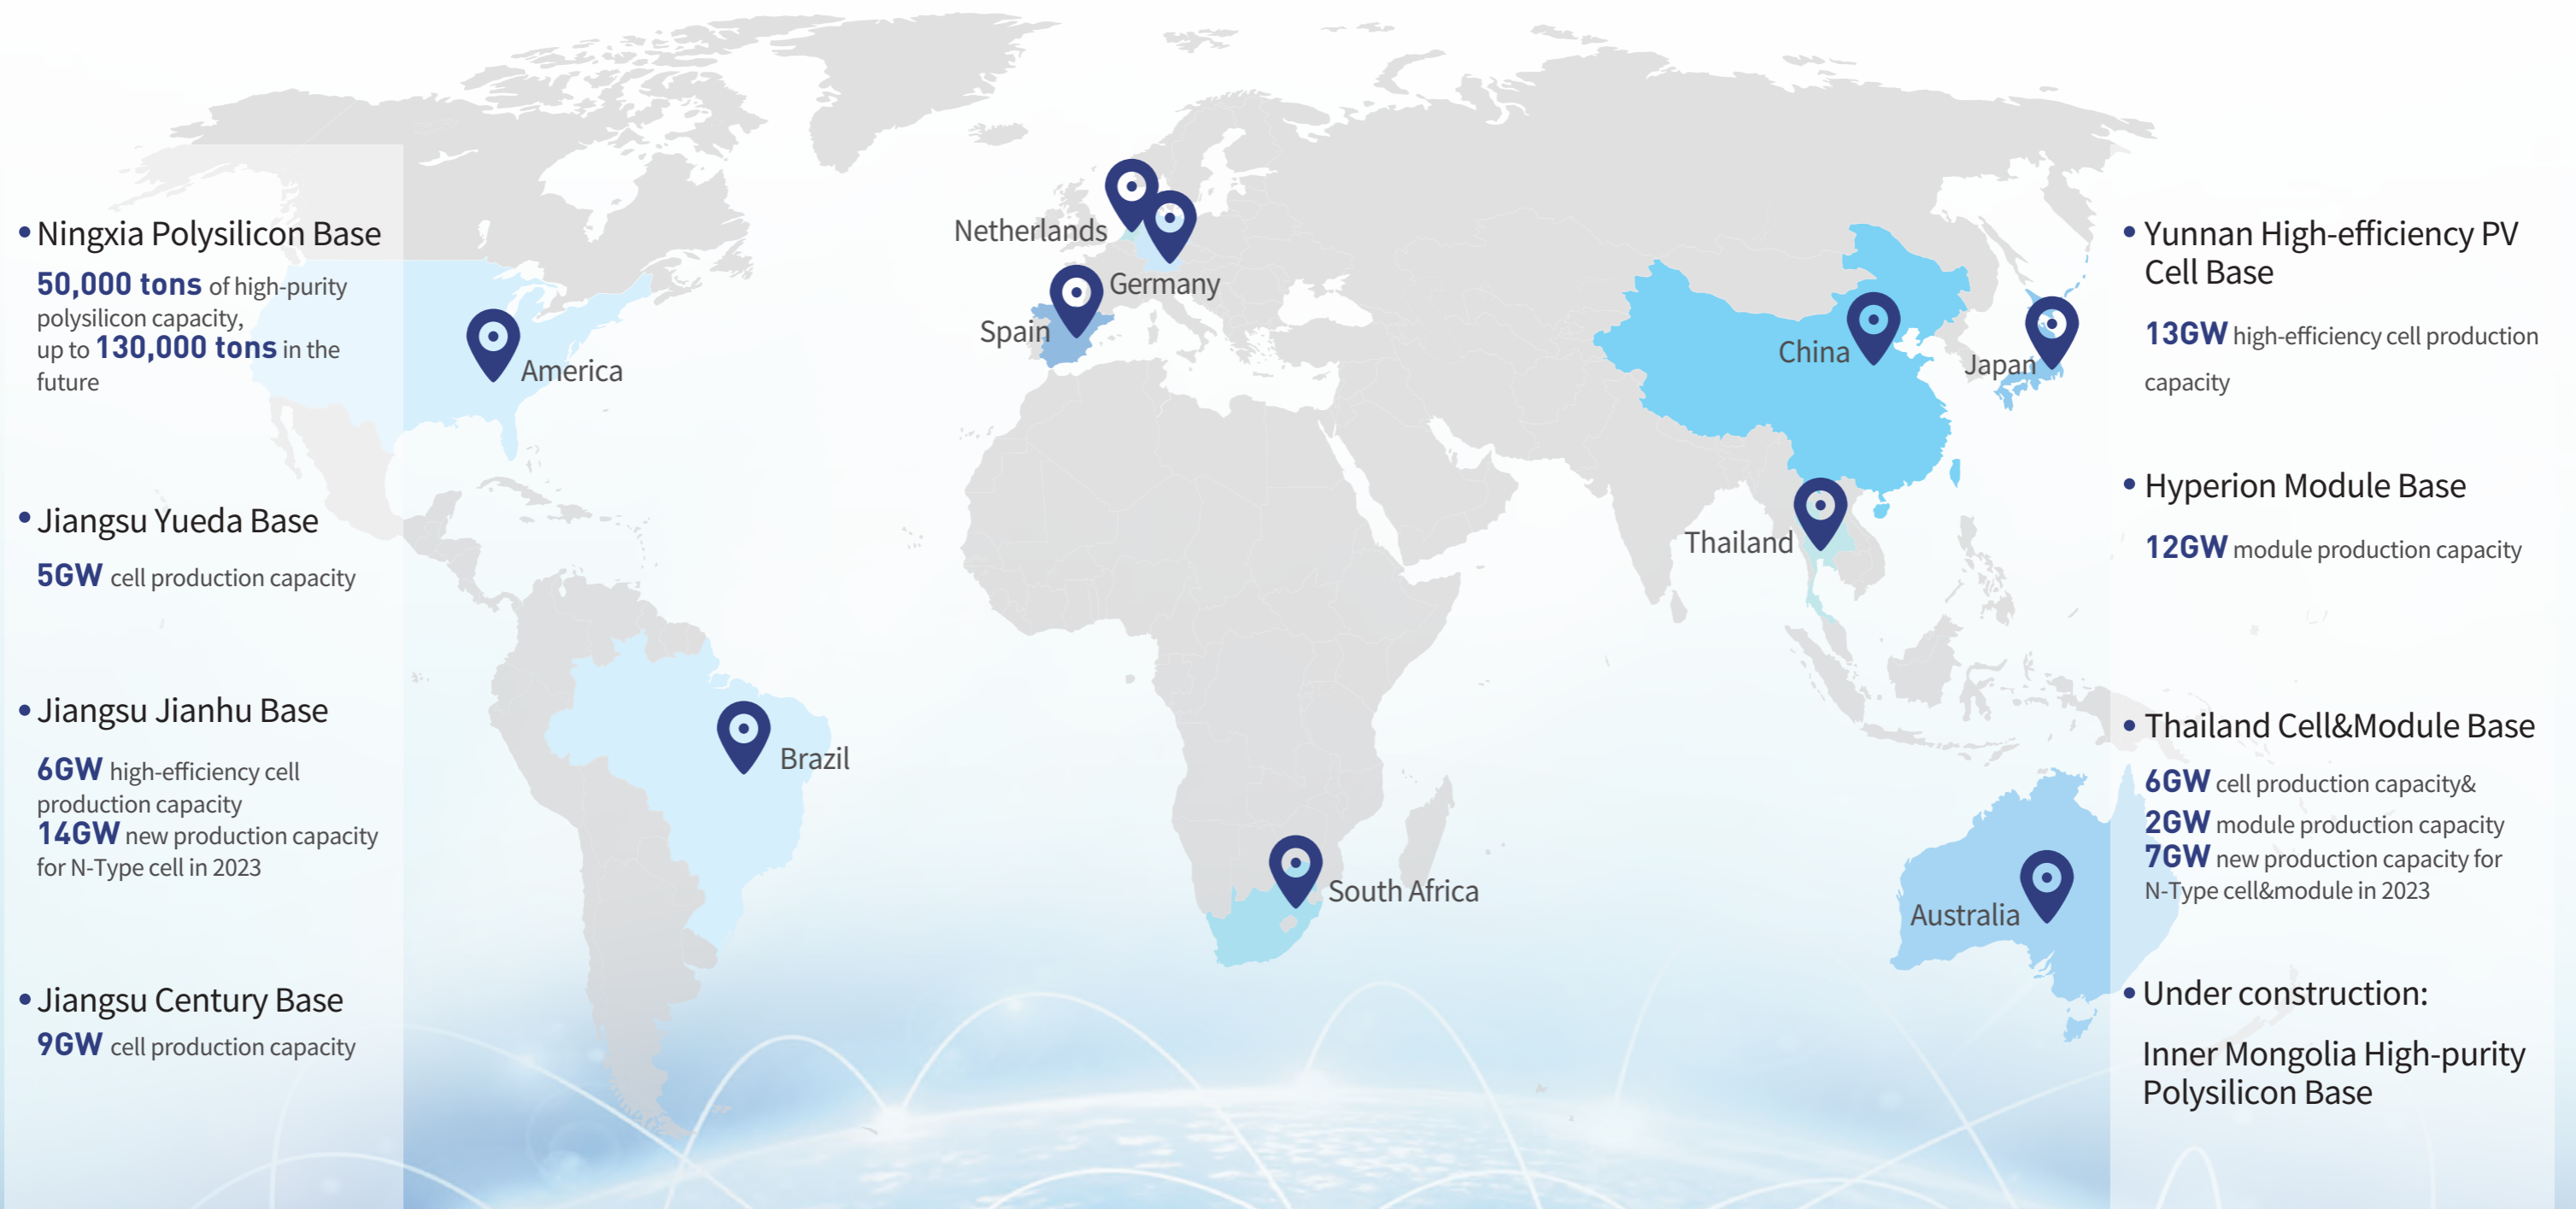 Ningxia Polysilicon Base
50,000 tons of high-purity
polysilicon capacity,
up to 130,000 tons in the
future
Jiangsu Yueda Base
5GW cell production capacity
Jiangsu Jianhu Base
6GW high-efficiency cell
production capacity
14GW new production capacity
for N-Type cell in 2023
Jiangsu Century Base
9GW cell production capacity
America
Brazil
Netherlands
Germany
Spain
South Africa
China
Japan
Thailand
Australia
Yunnan High-efficiency PV
Cell Base
13GW high-efficiency cell production
capacity
Hyperion Module Base
12GW module production capacity
Thailand Cell&Module Base
6GW cell production capacity&
2GW module production capacity
7GW new production capacity for
N-Type cell&module in 2023
Under construction:
Inner Mongolia High-purity
Polysilicon Base